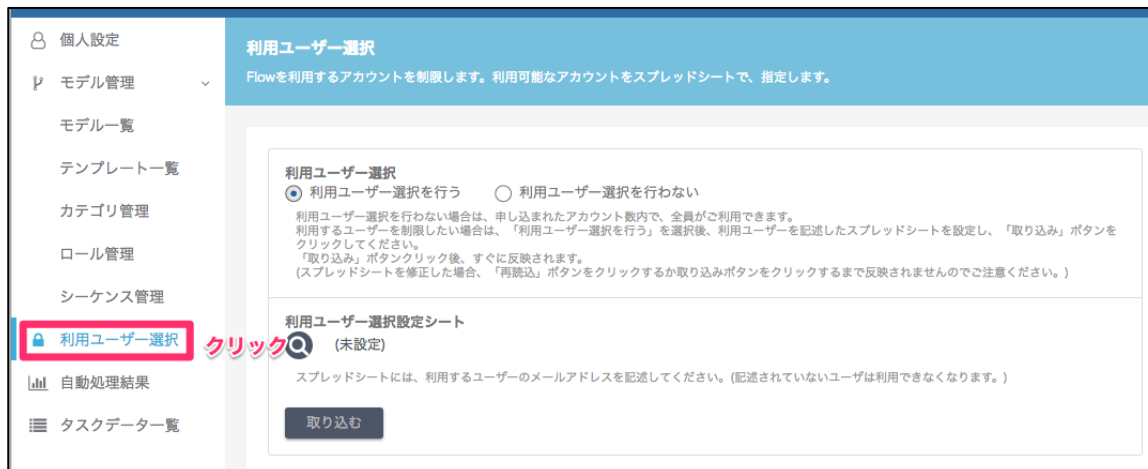 個人設定
モデル管理
モデル一覧
テンプレート一覧
カテゴリ管理
ロール管理
シーケンス管理
利用ユーザー選択
クリック
自動処理結果
タスクデータ一覧
利用ユーザー選択
Flowを利用するアカウントを制限します。利用可能なアカウントをスプレッドシートで、指定します。
利用ユーザー選択
利用ユーザー選択を行う 利用ユーザー選択を行わない
利用ユーザー選択を行わない場合は、申し込まれたアカウント数内で、全員がご利用できます。
利用するユーザーを制限したい場合は、「利用ユーザー選択を行う」を選択後、利用ユーザーを記述したスプレッドシートを設定し、「取り込み」ボタンを
クリックしてください。
「取り込み」ボタンクリック後、すぐに反映されます。
(スプレッドシートを修正した場合、「再読込」ボタンをクリックするか取り込みボタンをクリックするまで反映されませんのでご注意ください。)
利用ユーザー選択設定シート
(未設定)
スプレッドシートには、利用するユーザーのメールアドレスを記述してください。(記述されていないユーザは利用できなくなります。)
取り込む